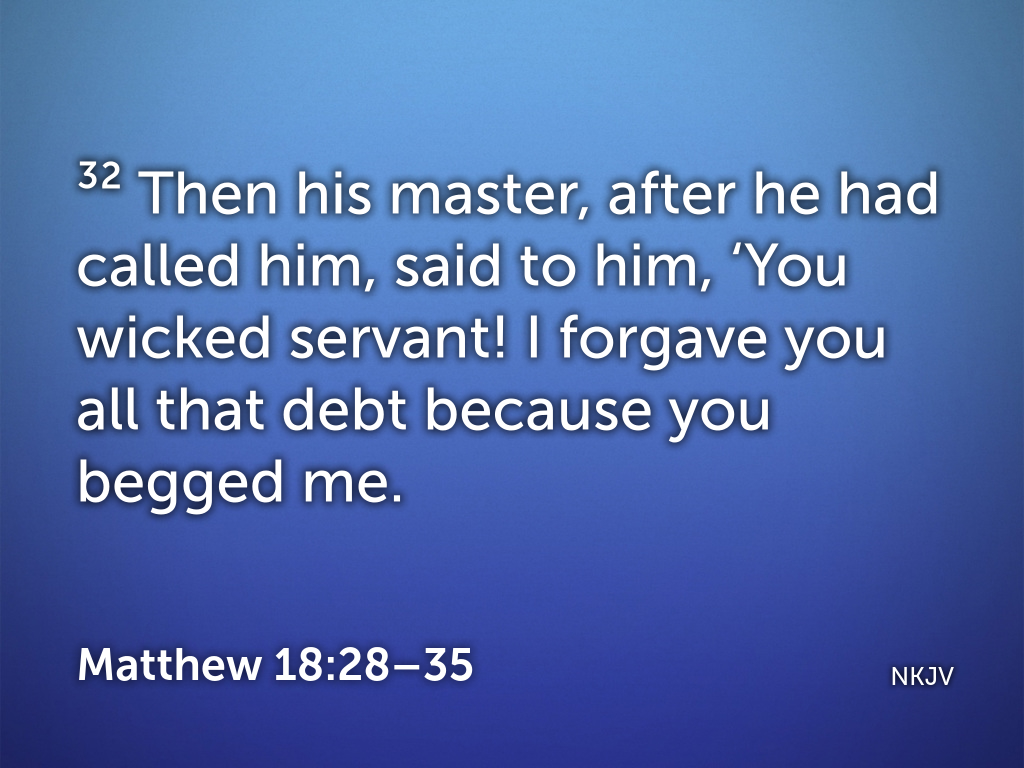 32 Then his master, after he had
called him, said to him, ‘You
wicked servant! I forgave you
all that debt because you
begged me.
Matthew 18:28–35
NKJV